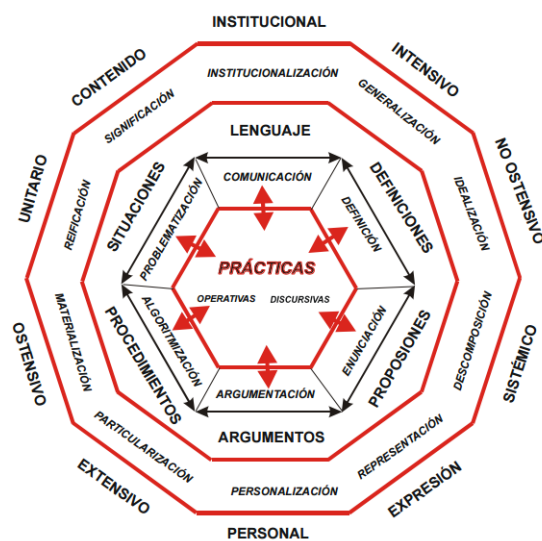 INSTITUCIONAL
CONTENIDO
INTENSIVO
INSTITUCIONALIZACIÓN
SIGNIFICACIÓN
GENERALIZACIÓN
LENGUAJE
UNITARIO
NO OSTENSIVO
REIFICACIÓN
IDEALIZACIÓN
SITUACIONES
DEFINICIONES
COMUNICACIÓN
PROBLEMATIZACIÓN
DEFINICIÓN
PRÁCTICAS
OPERATIVAS DISCURSIVAS
MATERIALIZACIÓN
DESCOMPOSICIÓN
OSTENSIVO
SISTÉMICO
PROCEDIMIENTOS
PROPOSIONES
ALGORITMIZACIÓN
ENUNCIACIÓN
ARGUMENTACIÓN
ARGUMENTOS
PARTICULARIZACIÓN
REPRESENTACIÓN
PERSONALIZACIÓN
EXTENSIVO
EXPRESIÓN
PERSONAL